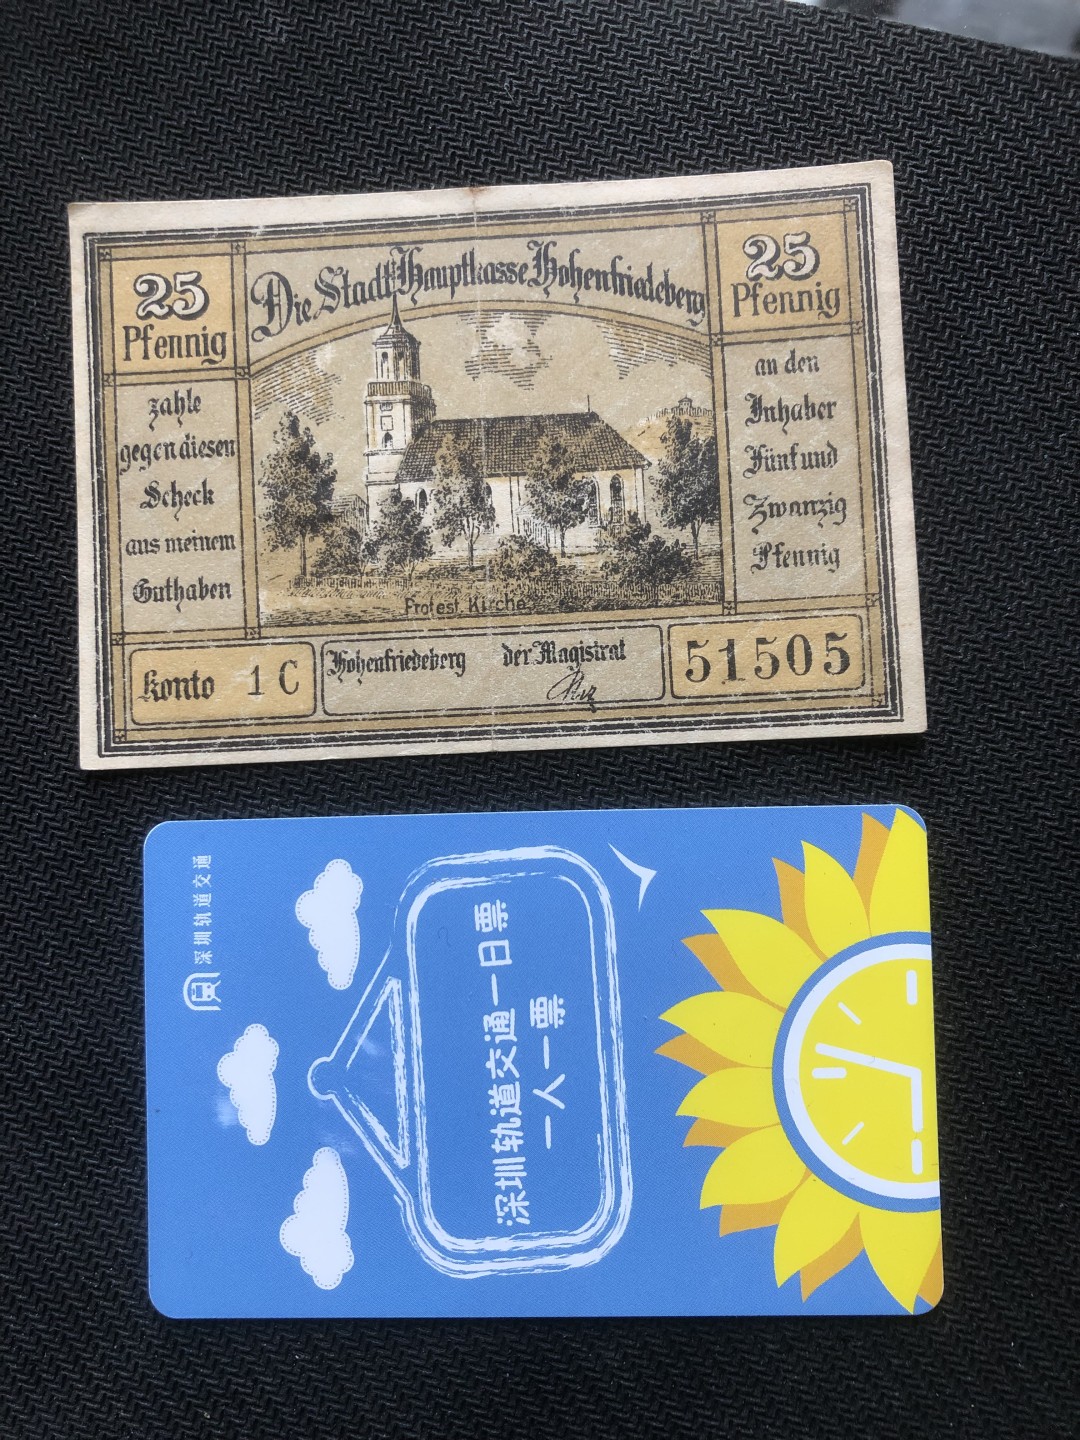 Die Stadt Hauptkasse Hohenfriedeberg
25
Pfennig
zahle
gegen diesen
Scheck
aus meinem
Guthaben
25
Pfennig
an den
Inhaber
Fünf und
Zwanzig
Pfennig
Protest. Kirche
Konto 1 C
Hohenfriedeberg der Magistrat
51505
深圳轨道交通
深圳轨道交通一日票
一人一票